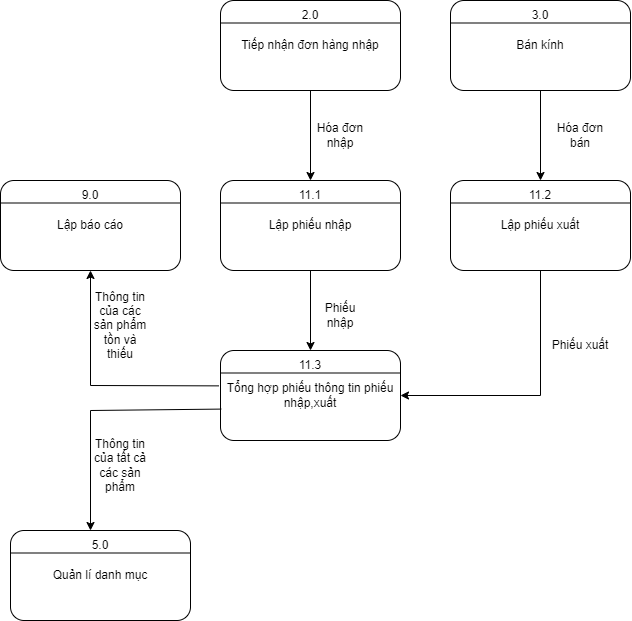 2.0
Tiếp nhận đơn hàng nhập
3.0
Bán kính
Hóa đơn
nhập
Hóa đơn
bán
9.0
Lập báo cáo
11.1
Lập phiếu nhập
11.2
Lập phiếu xuất
Thông tin
của các
sản phẩm
tồn và
thiếu
Phiếu
nhập
Phiếu xuất
11.3
Tổng hợp phiếu thông tin phiếu
nhập,xuất
Thông tin
của tất cả
các sản
phẩm
5.0
Quản lí danh mục